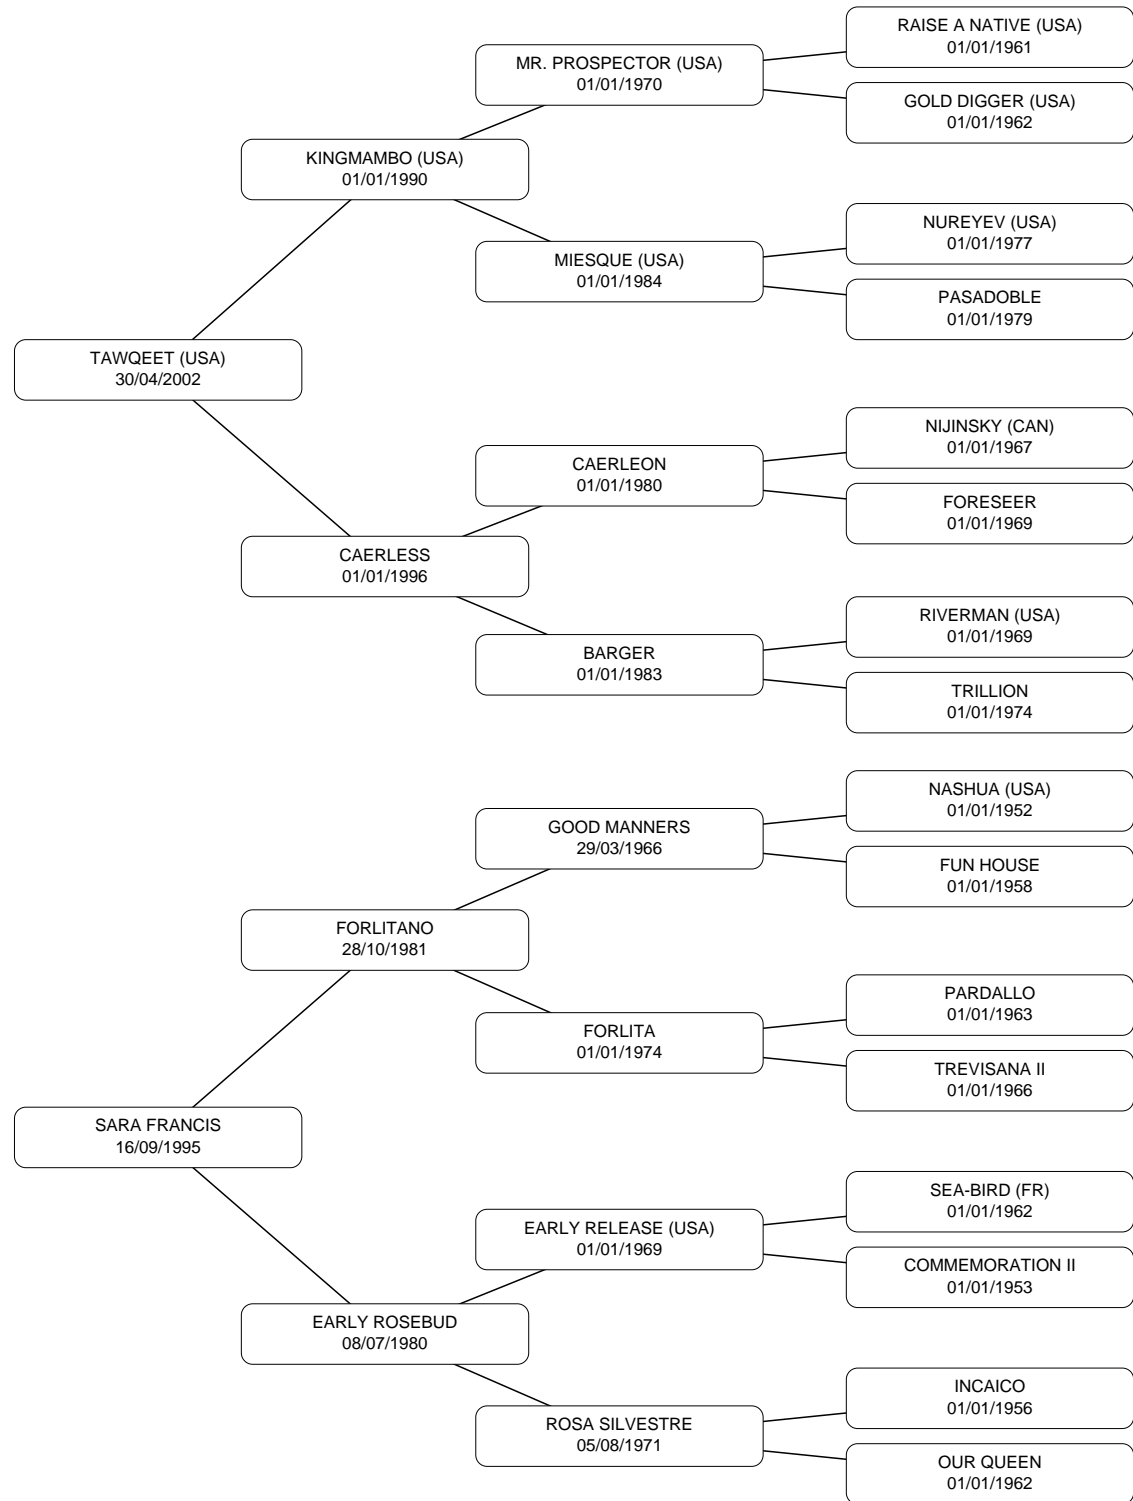 RAISE A NATIVE (USA)
01/01/1961
MR. PROSPECTOR (USA)
01/01/1970
GOLD DIGGER (USA)
01/01/1962
KINGMAMBO (USA)
01/01/1990
NUREYEV (USA)
01/01/1977
MIESQUE (USA)
01/01/1984
PASADOBLE
01/01/1979
TAWQEET (USA)
30/04/2002
NIJINSKY (CAN)
01/01/1967
CAERLEON
01/01/1980
FORESEER
01/01/1969
CAERLESS
01/01/1996
RIVERMAN (USA)
01/01/1969
BARGER
01/01/1983
TRILLION
01/01/1974
NASHUA (USA)
01/01/1952
GOOD MANNERS
29/03/1966
FUN HOUSE
01/01/1958
FORLITANO
28/10/1981
PARDALLO
01/01/1963
FORLITA
01/01/1974
TREVISANA II
01/01/1966
SARA FRANCIS
16/09/1995
SEA-BIRD (FR)
01/01/1962
EARLY RELEASE (USA)
01/01/1969
COMMEMORATION II
01/01/1953
EARLY ROSEBUD
08/07/1980
INCAICO
01/01/1956
ROSA SILVESTRE
05/08/1971
OUR QUEEN
01/01/1962